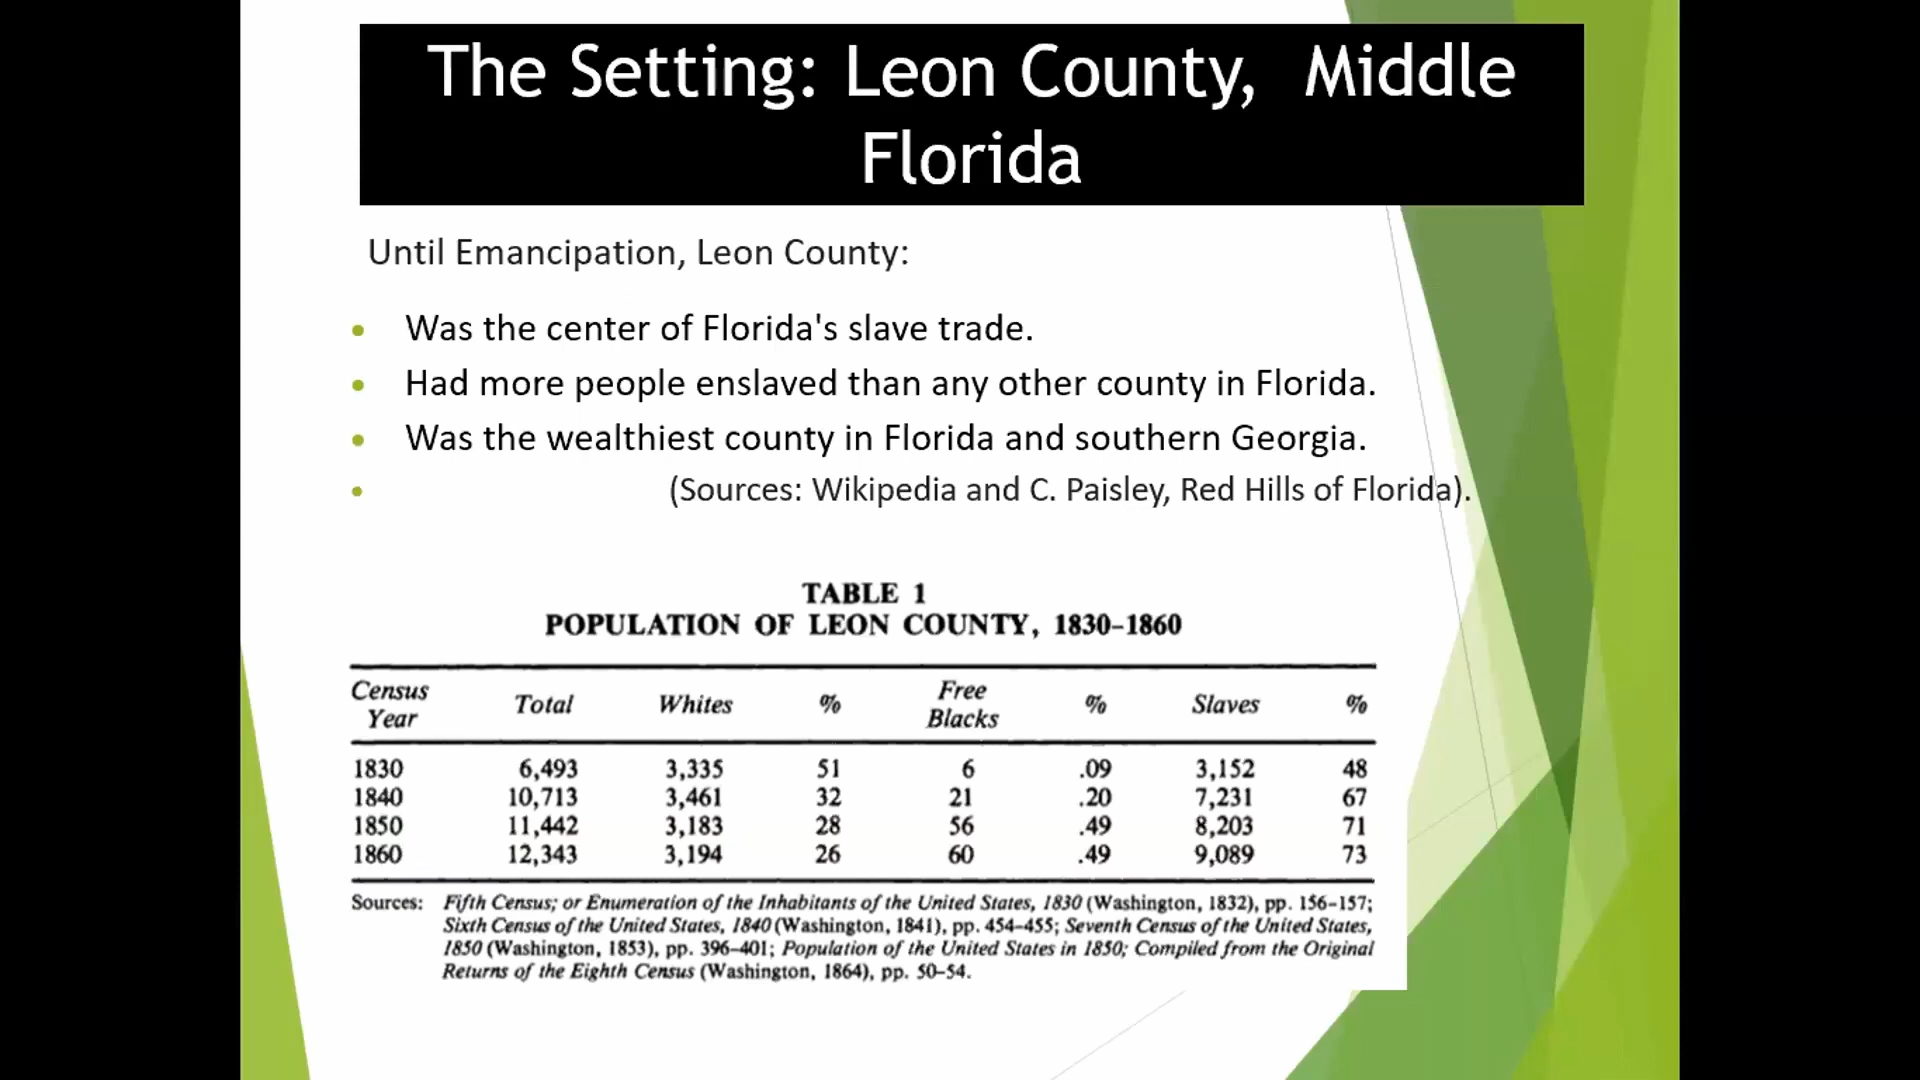 The Setting: Leon County, Middle
Florida
Until Emancipation, Leon County:
• Was the center of Florida's slave trade.
• Had more people enslaved than any other county in Florida.
• Was the wealthiest county in Florida and southern Georgia.
• (Sources: Wikipedia and C. Paisley, Red Hills of Florida).
TABLE 1
POPULATION OF LEON COUNTY, 1830–1860
Census Year Total Whites % Free Blacks % Slaves %
1830 6,493 3,335 51 6 .09 3,152 48
1840 10,713 3,461 32 21 .20 7,231 67
1850 11,442 3,183 28 56 .49 8,203 71
1860 12,343 3,194 26 60 .49 9,089 73
Sources: Fifth Census; or Enumeration of the Inhabitants of the United States, 1830 (Washington, 1832), pp. 156–157;
Sixth Census of the United States, 1840 (Washington, 1841), pp. 454–455; Seventh Census of the United States,
1850 (Washington, 1853), pp. 396–401; Population of the United States in 1850; Compiled from the Original
Returns of the Eighth Census (Washington, 1864), pp. 50–54.